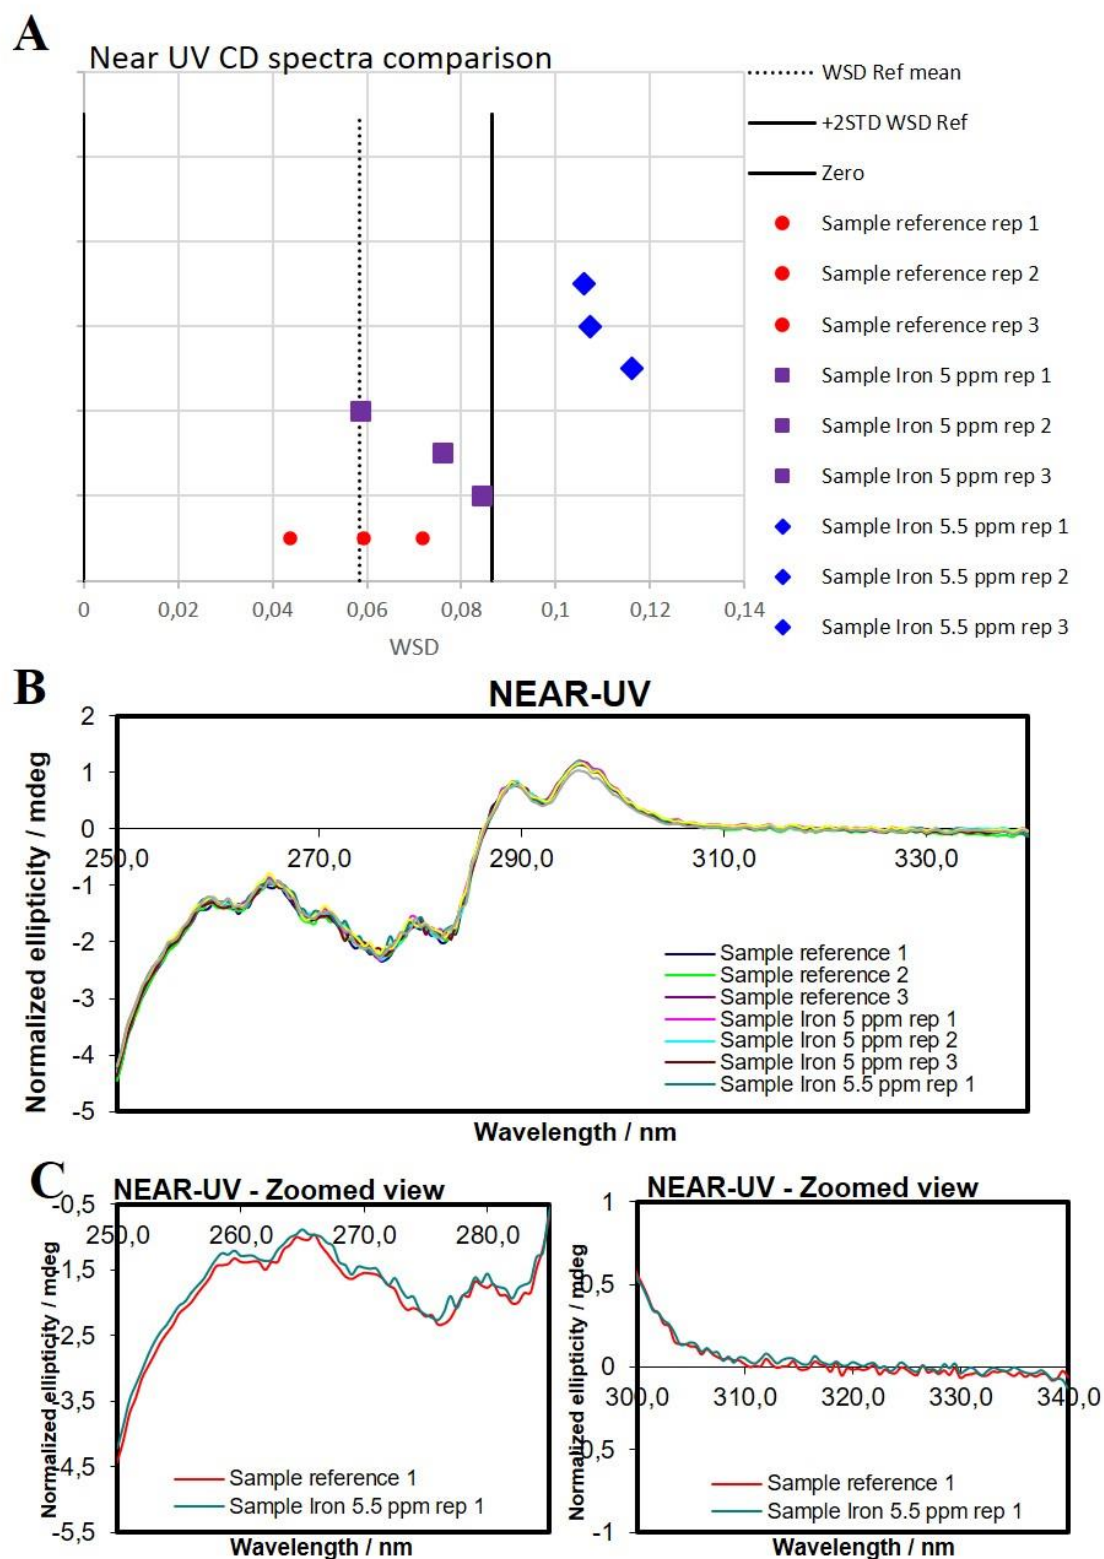 A
Near UV CD spectra comparison
WSD Ref mean
+2STD WSD Ref
Zero
Sample reference rep 1
Sample reference rep 2
Sample reference rep 3
Sample Iron 5 ppm rep 1
Sample Iron 5 ppm rep 2
Sample Iron 5 ppm rep 3
Sample Iron 5.5 ppm rep 1
Sample Iron 5.5 ppm rep 2
Sample Iron 5.5 ppm rep 3
0 0,02 0,04 0,06 0,08 0,1 0,12 0,14
WSD
B
NEAR-UV
Normalized ellipticity / mdeg
2
1
0
250,0 270,0 290,0 310,0 330,0
-1
-2
-3
-4
-5
Sample reference 1
Sample reference 2
Sample reference 3
Sample Iron 5 ppm rep 1
Sample Iron 5 ppm rep 2
Sample Iron 5 ppm rep 3
Sample Iron 5.5 ppm rep 1
Wavelength / nm
C
NEAR-UV - Zoomed view
Normalized ellipticity / mdeg
-0,5
250,0 260,0 270,0 280,0
-1,5
-2,5
-3,5
-4,5
-5,5
Sample reference 1
Sample Iron 5.5 ppm rep 1
Wavelength / nm
NEAR-UV - Zoomed view
Normalized ellipticity / mdeg
1
0,5
0
300,0 310,0 320,0 330,0 340,0
-0,5
-1
Sample reference 1
Sample Iron 5.5 ppm rep 1
Wavelength / nm